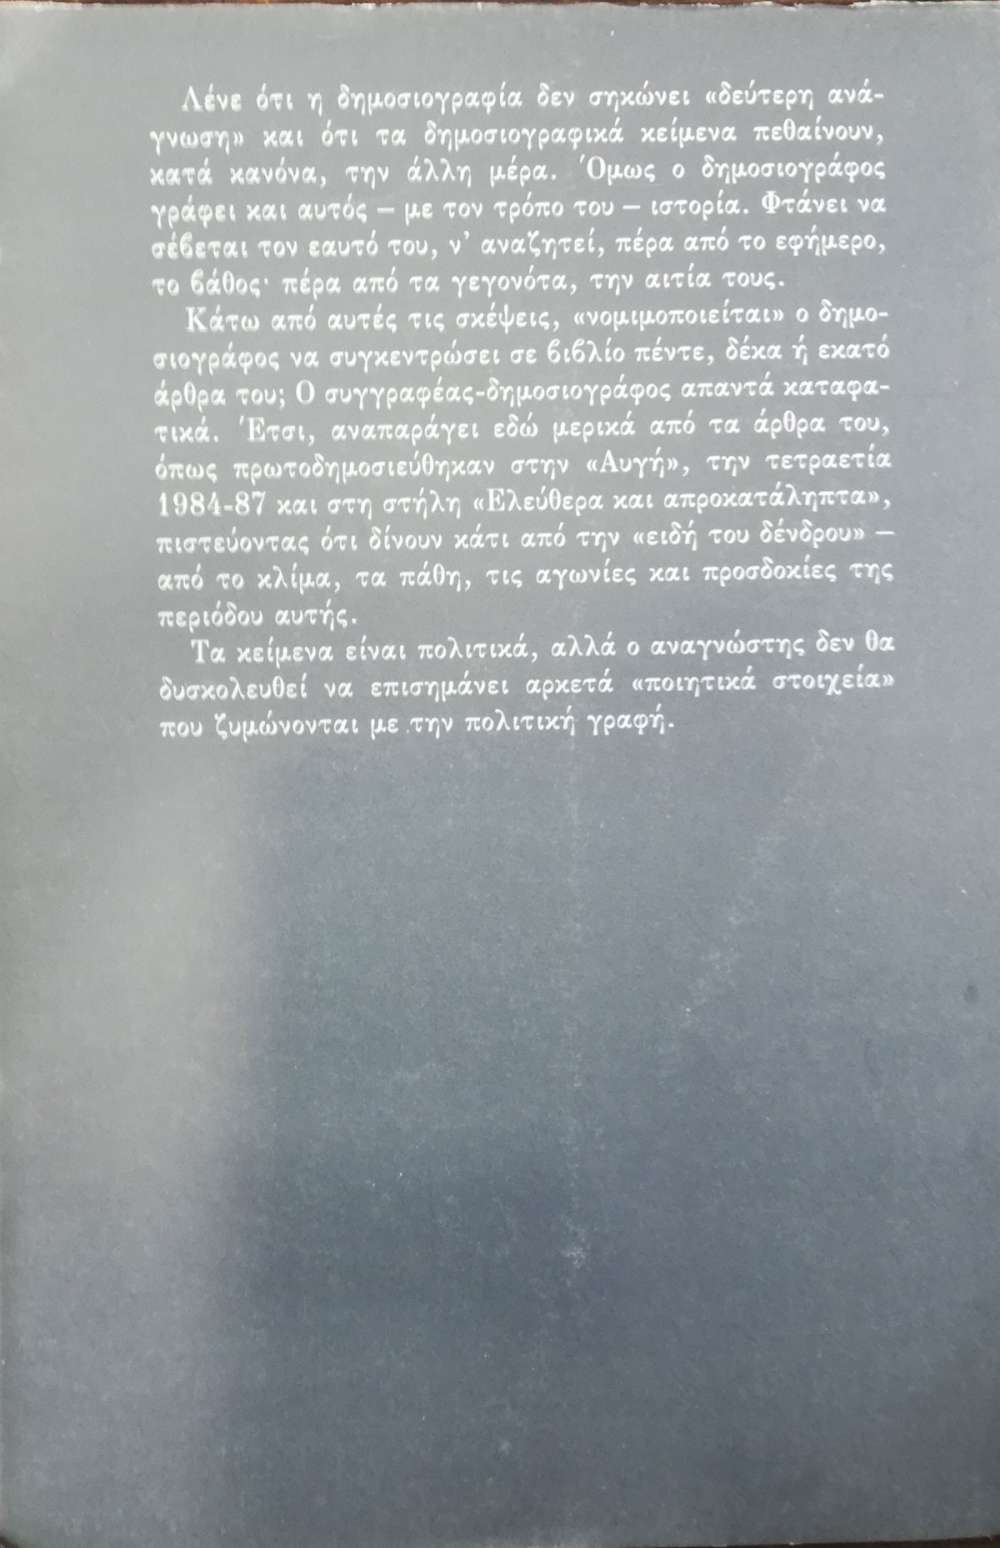 Λένε ότι η δημοσιογραφία δεν σηκώνει «δεύτερη ανά-
γνωση» και ότι τα δημοσιογραφικά κείμενα πεθαίνουν,
κατά κανόνα, την άλλη μέρα. Όμως ο δημοσιογράφος
γράφει και αυτός – με τον τρόπο του – ιστορία. Φτάνει να
σέβεται τον εαυτό του, ν' αναζητεί, πέρα από το εφήμερο,
το βάθος· πέρα από τα γεγονότα, την αιτία τους.
Κάτω από αυτές τις σκέψεις, «νομιμοποιείται» ο δημο-
σιογράφος να συγκεντρώσει σε βιβλίο πέντε, δέκα ή εκατό
άρθρα του; Ο συγγραφέας-δημοσιογράφος απαντά καταφα-
τικά. Έτσι, αναπαράγει εδώ μερικά από τα άρθρα του,
όπως πρωτοδημοσιεύθηκαν στην «Αυγή», την τετραετία
1984-87 και στη στήλη «Ελεύθερα και απροκατάληπτα»,
πιστεύοντας ότι δίνουν κάτι από την «ειδή του δένδρου» –
από το κλίμα, τα πάθη, τις αγωνίες και προσδοκίες της
περιόδου αυτής.
Τα κείμενα είναι πολιτικά, αλλά ο αναγνώστης δεν θα
δυσκολευθεί να επισημάνει αρκετά «ποιητικά στοιχεία»
που ζυμώνονται με την πολιτική γραφή.